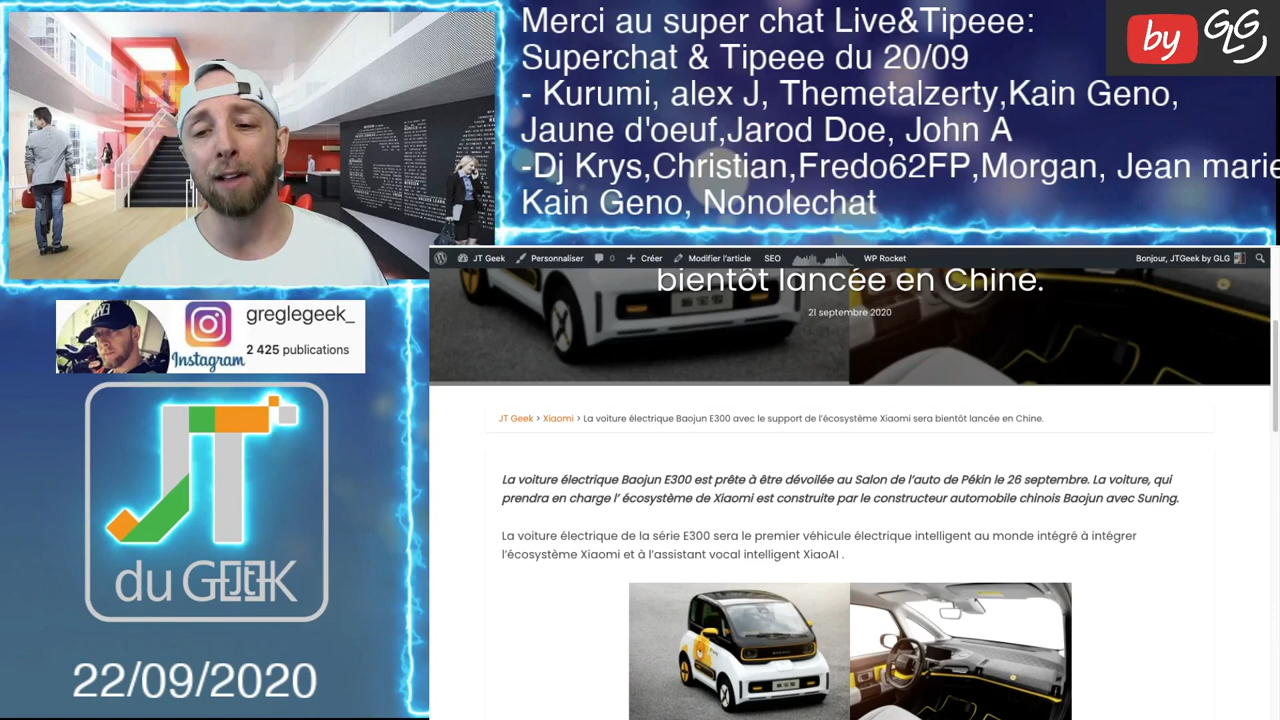 Merci au super chat Live&Tipeee:
Superchat & Tipeee du 20/09
- Kurumi, alex J, Themetalzerty,Kain Geno,
Jaune d'oeuf,Jarod Doe, John A
-Dj Krys,Christian,Fredo62FP,Morgan, Jean marie
Kain Geno, Nonolechat
by GLG
JT Geek Personnaliser 0 Créer Modifier l'article SEO WP Rocket Bonjour, JTGeek by GLG
bientôt lancée en Chine.
21 septembre 2020
greglegeek_
Instagram
2 425 publications
JT
du GEEK
22/09/2020
JT Geek > Xiaomi > La voiture électrique Baojun E300 avec le support de l'écosystème Xiaomi sera bientôt lancée en Chine.
La voiture électrique Baojun E300 est prête à être dévoilée au Salon de l'auto de Pékin le 26 septembre. La voiture, qui
prendra en charge l' écosystème de Xiaomi est construite par le constructeur automobile chinois Baojun avec Suning.
La voiture électrique de la série E300 sera le premier véhicule électrique intelligent au monde intégré à intégrer
l'écosystème Xiaomi et à l'assistant vocal intelligent XiaoAI .